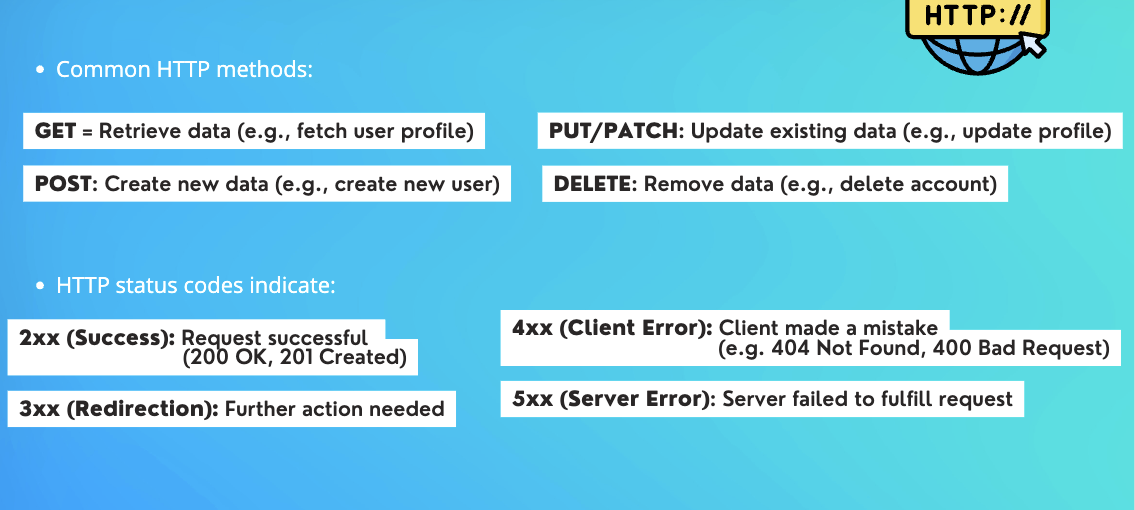 HTTP://
• Common HTTP methods:
GET = Retrieve data (e.g., fetch user profile)
PUT/PATCH: Update existing data (e.g., update profile)
POST: Create new data (e.g., create new user)
DELETE: Remove data (e.g., delete account)
• HTTP status codes indicate:
2xx (Success): Request successful
(200 OK, 201 Created)
4xx (Client Error): Client made a mistake
(e.g. 404 Not Found, 400 Bad Request)
3xx (Redirection): Further action needed
5xx (Server Error): Server failed to fulfill request